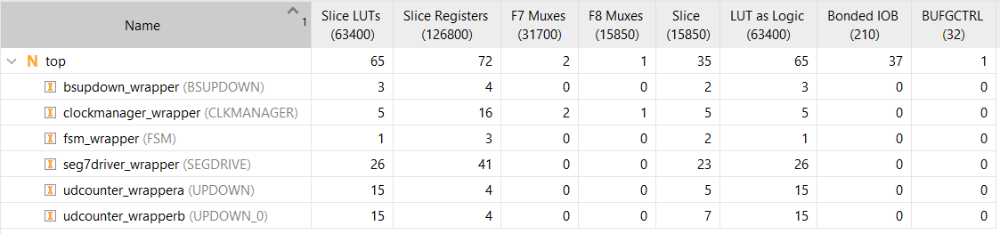 Name 1 Slice LUTs (63400) Slice Registers (126800) F7 Muxes (31700) F8 Muxes (15850) Slice (15850) LUT as Logic (63400) Bonded IOB (210) BUFGCTRL (32)
N top 65 72 2 1 35 65 37 1
I bsupdown_wrapper (BSUPDOWN) 3 4 0 0 2 3 0 0
I clockmanager_wrapper (CLKMANAGER) 5 16 2 1 5 5 0 0
I fsm_wrapper (FSM) 1 3 0 0 2 1 0 0
I seg7driver_wrapper (SEGDRIVE) 26 41 0 0 23 26 0 0
I udcounter_wrappera (UPDOWN) 15 4 0 0 5 15 0 0
I udcounter_wrapperb (UPDOWN_0) 15 4 0 0 7 15 0 0